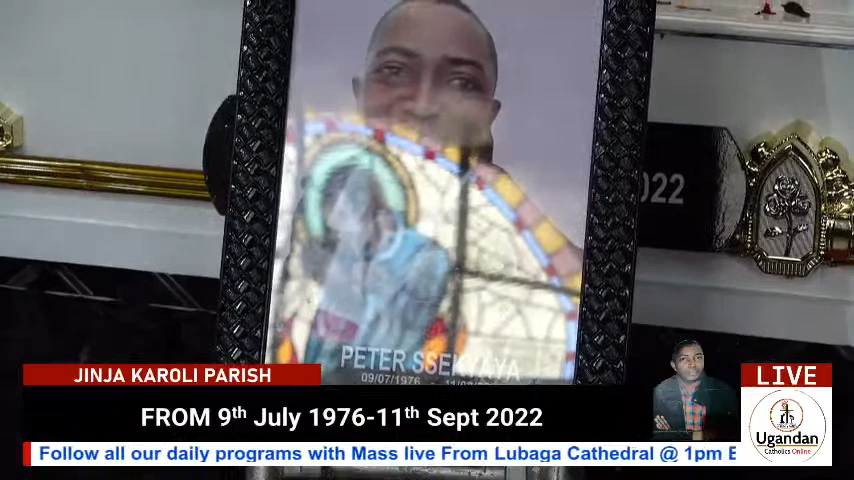 2022
PETER SSEKYAYA
09/07/1976
JINJA KAROLI PARISH
FROM 9th July 1976-11th Sept 2022
LIVE
Ugandan
Catholics Online
Follow all our daily programs with Mass live From Lubaga Cathedral @ 1pm